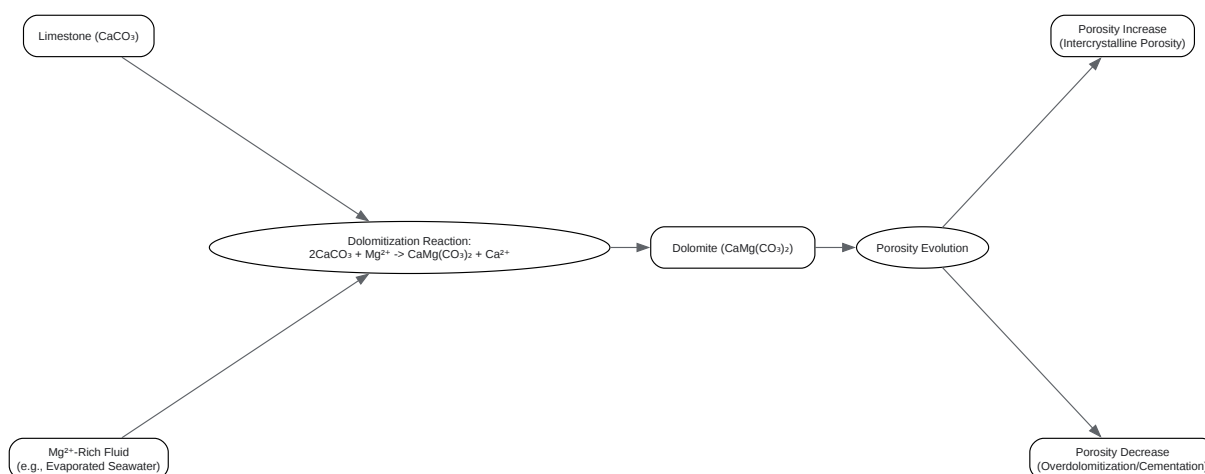 Limestone (CaCO₃)
Porosity Increase
(Intercrystalline Porosity)
Dolomitization Reaction:
2CaCO₃ + Mg²⁺ -> CaMg(CO₃)₂ + Ca²⁺
Dolomite (CaMg(CO₃)₂)
Porosity Evolution
Mg²⁺-Rich Fluid
(e.g., Evaporated Seawater)
Porosity Decrease
(Overdolomitization/Cementation)